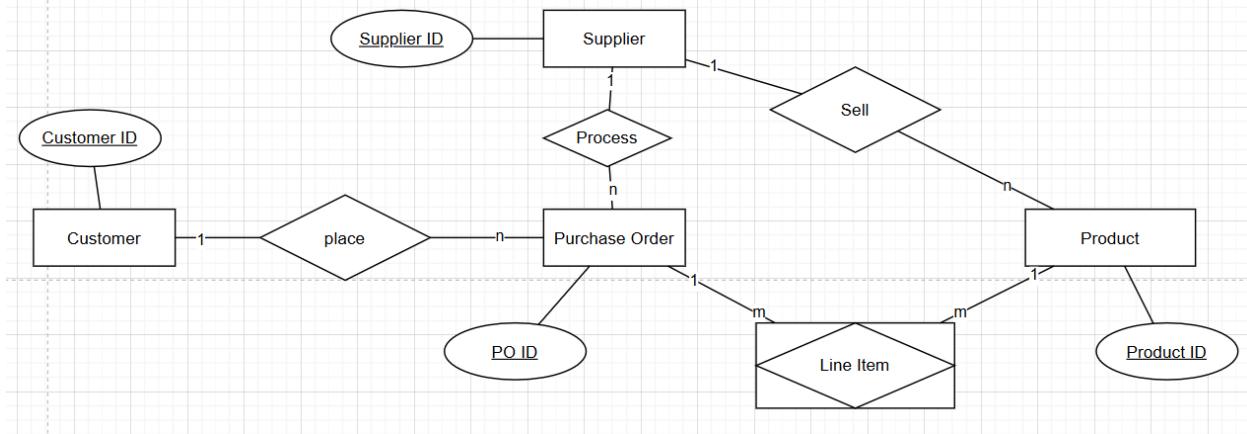 Supplier ID
Supplier
1
1
Sell
Process
Customer ID
n
n
Customer
1
place
n
Purchase Order
Product
1
1
m
m
PO ID
Line Item
Product ID